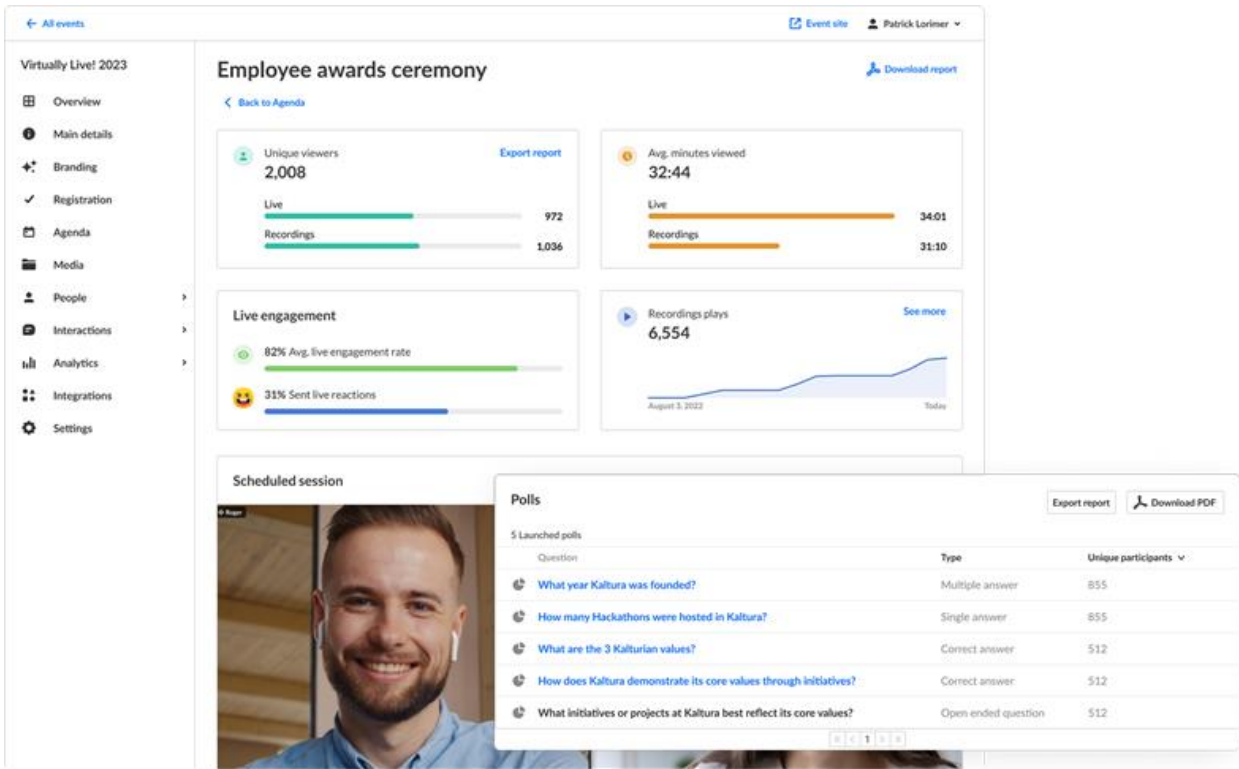 All events
Event site
Patrick Lorimer
Virtually Live! 2023
Overview
Main details
Branding
Registration
Agenda
Media
People
Interactions
Analytics
Integrations
Settings
Employee awards ceremony
Download report
Back to Agenda
Unique viewers
Export report
2,008
Live
972
Recordings
1,036
Avg. minutes viewed
32:44
Live
34:01
Recordings
31:10
Live engagement
82% Avg. live engagement rate
31% Sent live reactions
Recordings plays
See more
6,554
August 3, 2022
Today
Scheduled session
Roger
Polls
Export report
Download PDF
5 Launched polls
Question Type Unique participants
What year Kaltura was founded? Multiple answer 855
How many Hackathons were hosted in Kaltura? Single answer 855
What are the 3 Kalturian values? Correct answer 512
How does Kaltura demonstrate its core values through initiatives? Correct answer 512
What initiatives or projects at Kaltura best reflect its core values? Open ended question 512
1